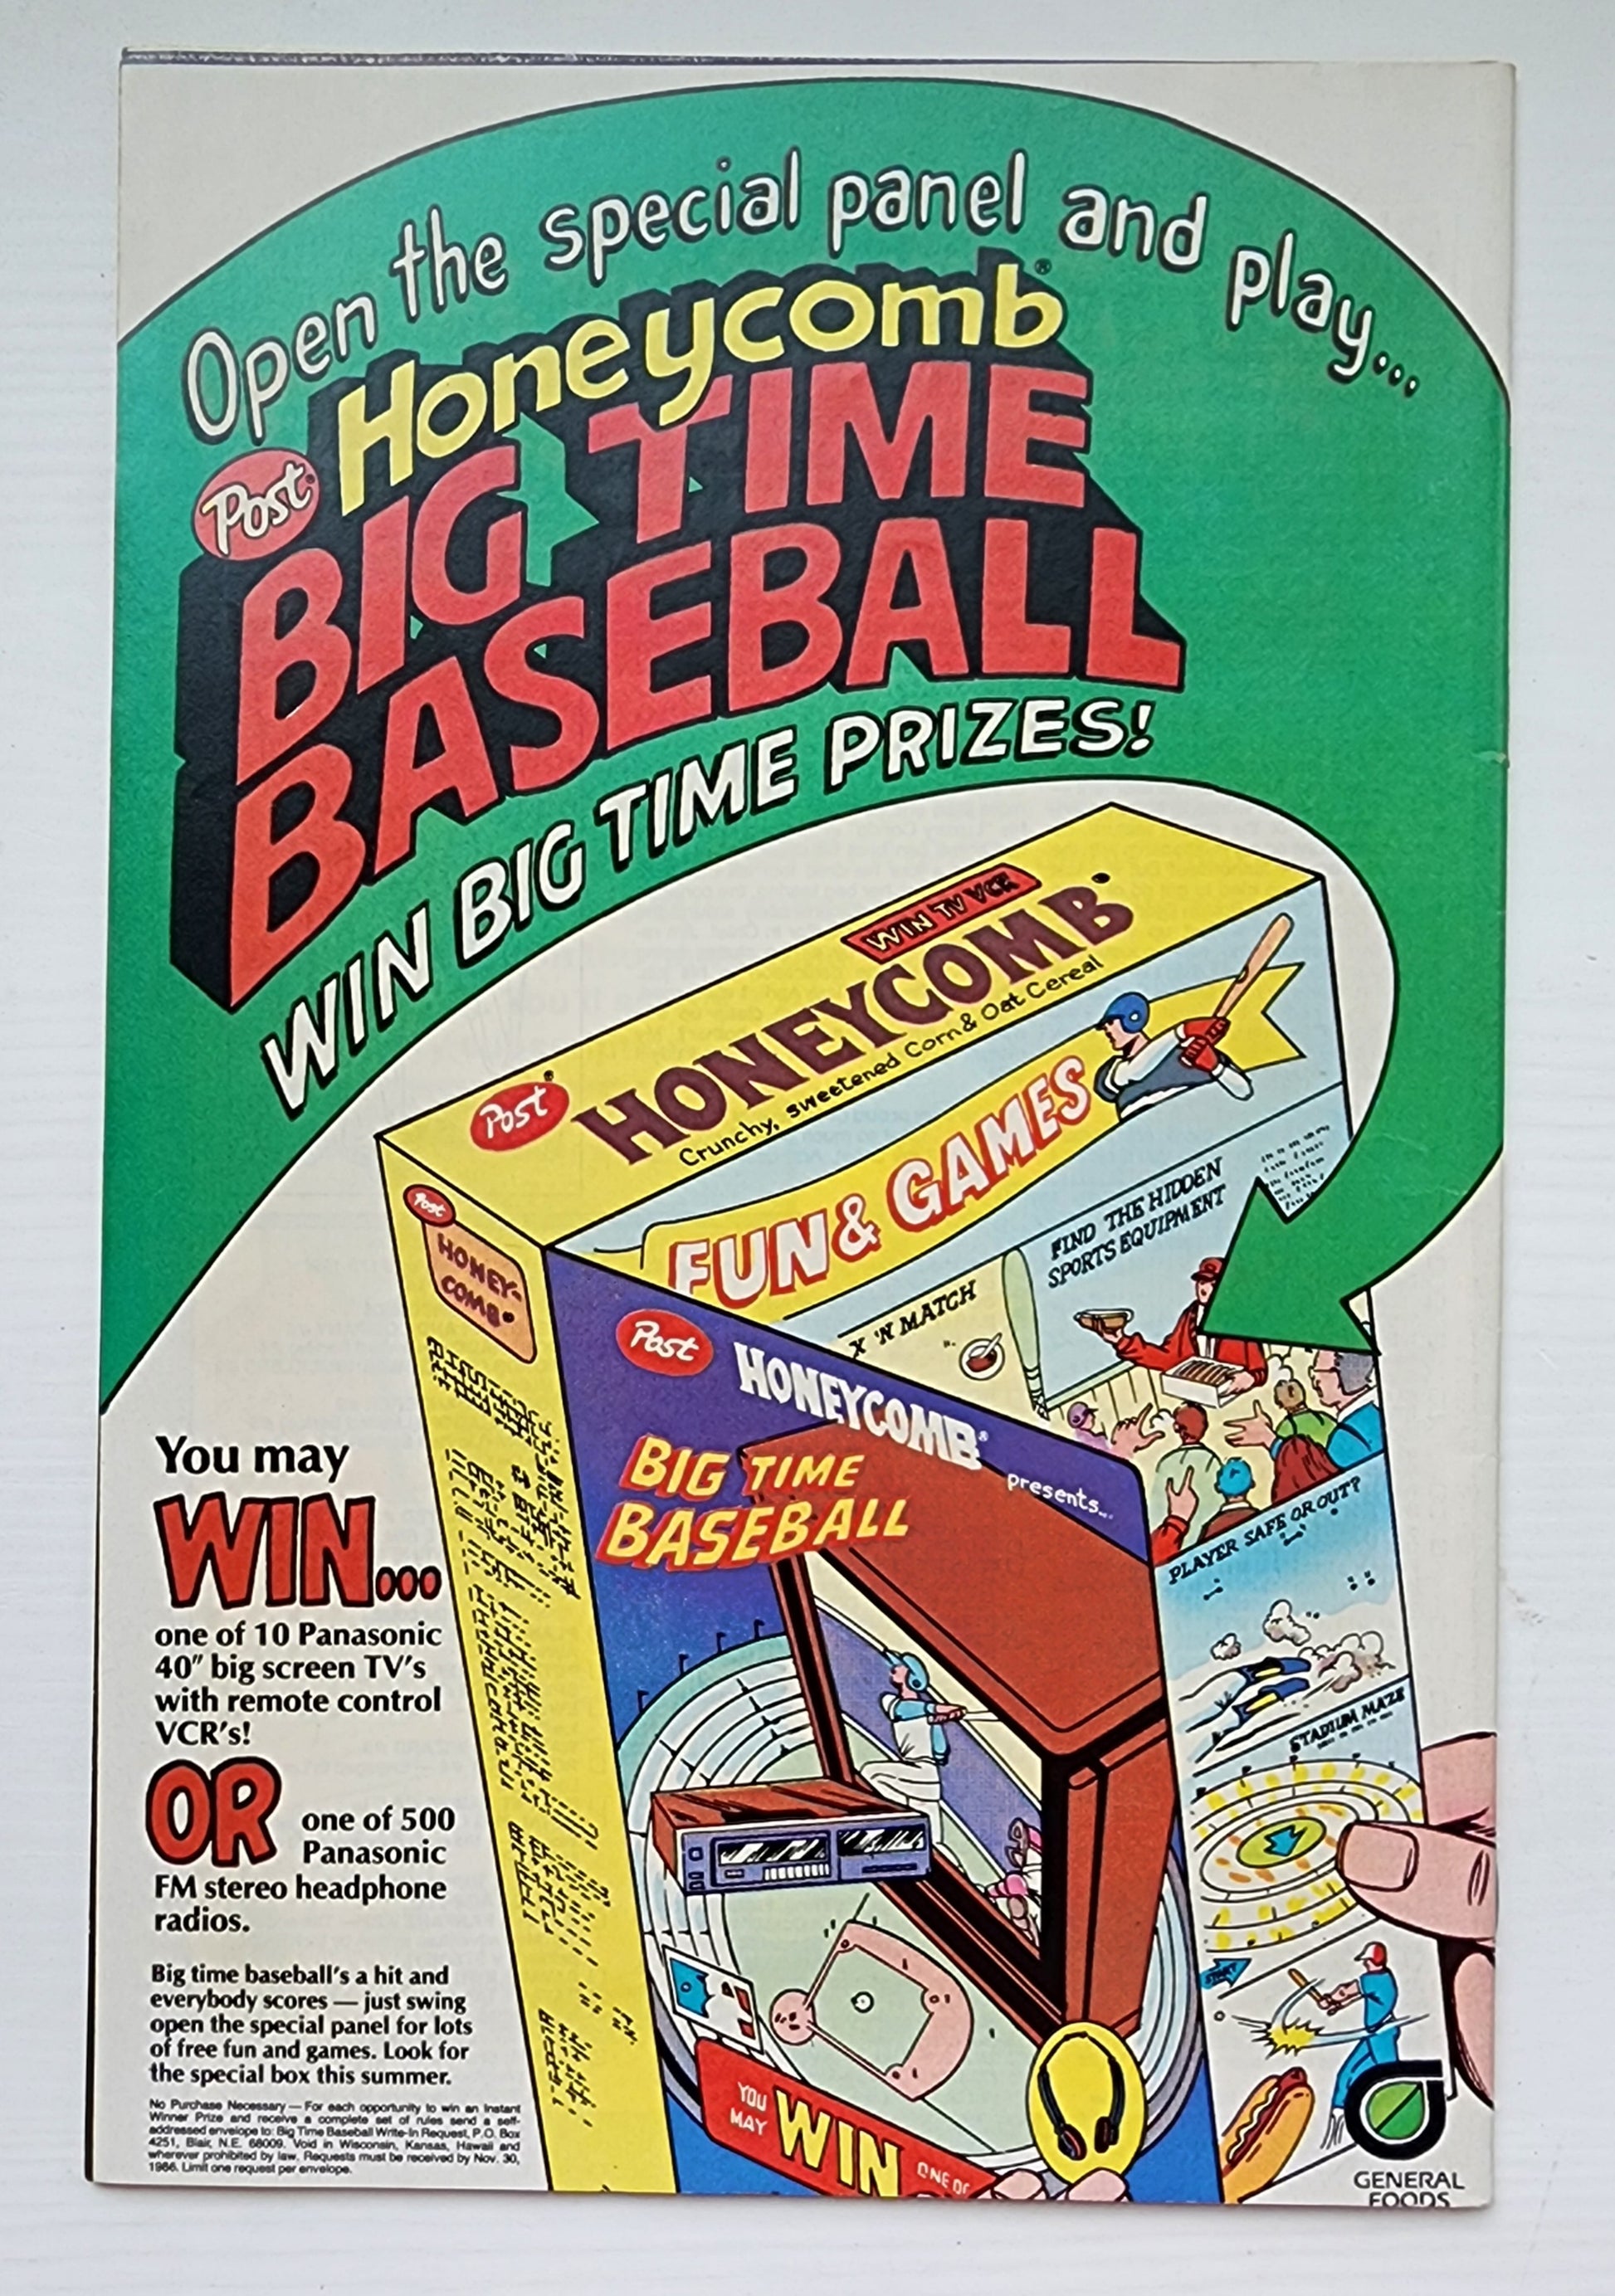 Open the special panel and play...
Post® Honeycomb®
BIG TIME
BASEBALL
WIN BIG TIME PRIZES!
WIN TV VCR
Post® HONEYCOMB®
Crunchy, sweetened Corn & Oat Cereal
FUN & GAMES
Post
HONEY-
COMB®
FIND THE HIDDEN
SPORTS EQUIPMENT
X 'N MATCH
Post HONEYCOMB®
presents...
BIG TIME
BASEBALL
PLAYER SAFE OR OUT?
STADIUM MAZE
START
YOU
MAY
WIN
ONE OF
You may
WIN...
one of 10 Panasonic
40" big screen TV's
with remote control
VCR's!
OR one of 500
Panasonic
FM stereo headphone
radios.
Big time baseball's a hit and
everybody scores — just swing
open the special panel for lots
of free fun and games. Look for
the special box this summer.
No Purchase Necessary — For each opportunity to win an Instant
Winner Prize and receive a complete set of rules send a self-
addressed envelope to: Big Time Baseball Write-In Request, P.O. Box
4251, Blair, N.E. 68009. Void in Wisconsin, Kansas, Hawaii and
wherever prohibited by law. Requests must be received by Nov. 30,
1986. Limit one request per envelope.
GENERAL
FOODS